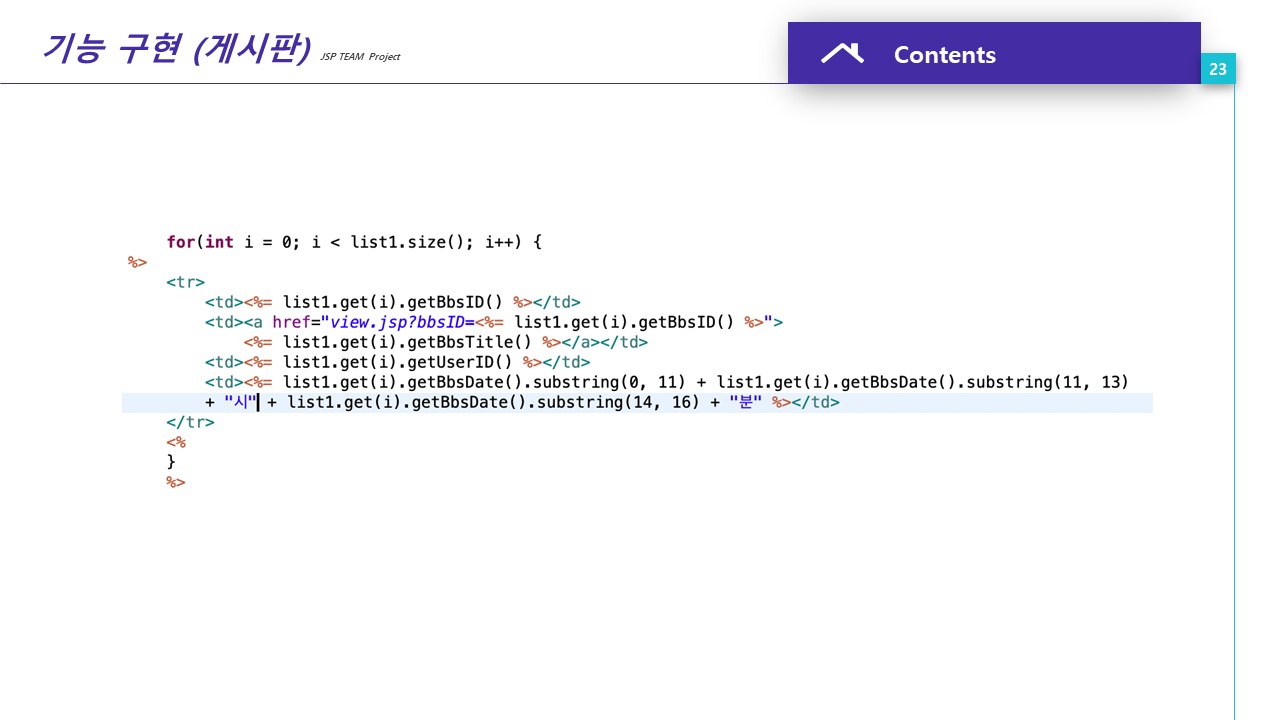 기능 구현 (게시판) JSP TEAM Project
Contents
23
for(int i = 0; i < list1.size(); i++) {
%>
<tr>
<td><%= list1.get(i).getBbsID() %></td>
<td><a href="view.jsp?bbsID=<%= list1.get(i).getBbsID() %>">
<%= list1.get(i).getBbsTitle() %></a></td>
<td><%= list1.get(i).getUserID() %></td>
<td><%= list1.get(i).getBbsDate().substring(0, 11) + list1.get(i).getBbsDate().substring(11, 13)
+ "시" + list1.get(i).getBbsDate().substring(14, 16) + "분" %></td>
</tr>
<%
}
%>